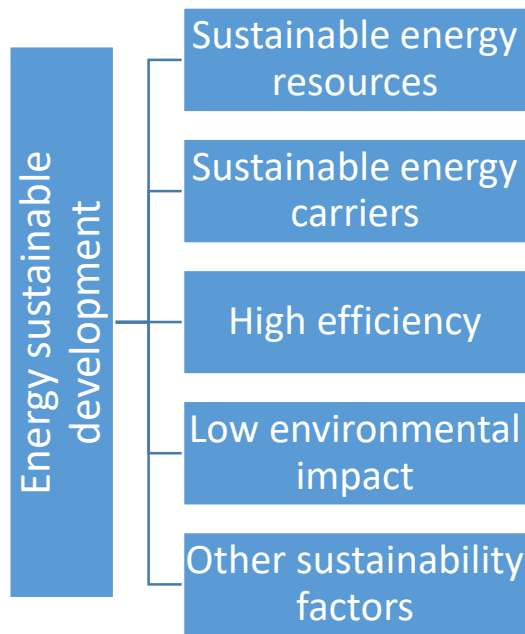 Energy sustainable
development
Sustainable energy
resources
Sustainable energy
carriers
High efficiency
Low environmental
impact
Other sustainability
factors